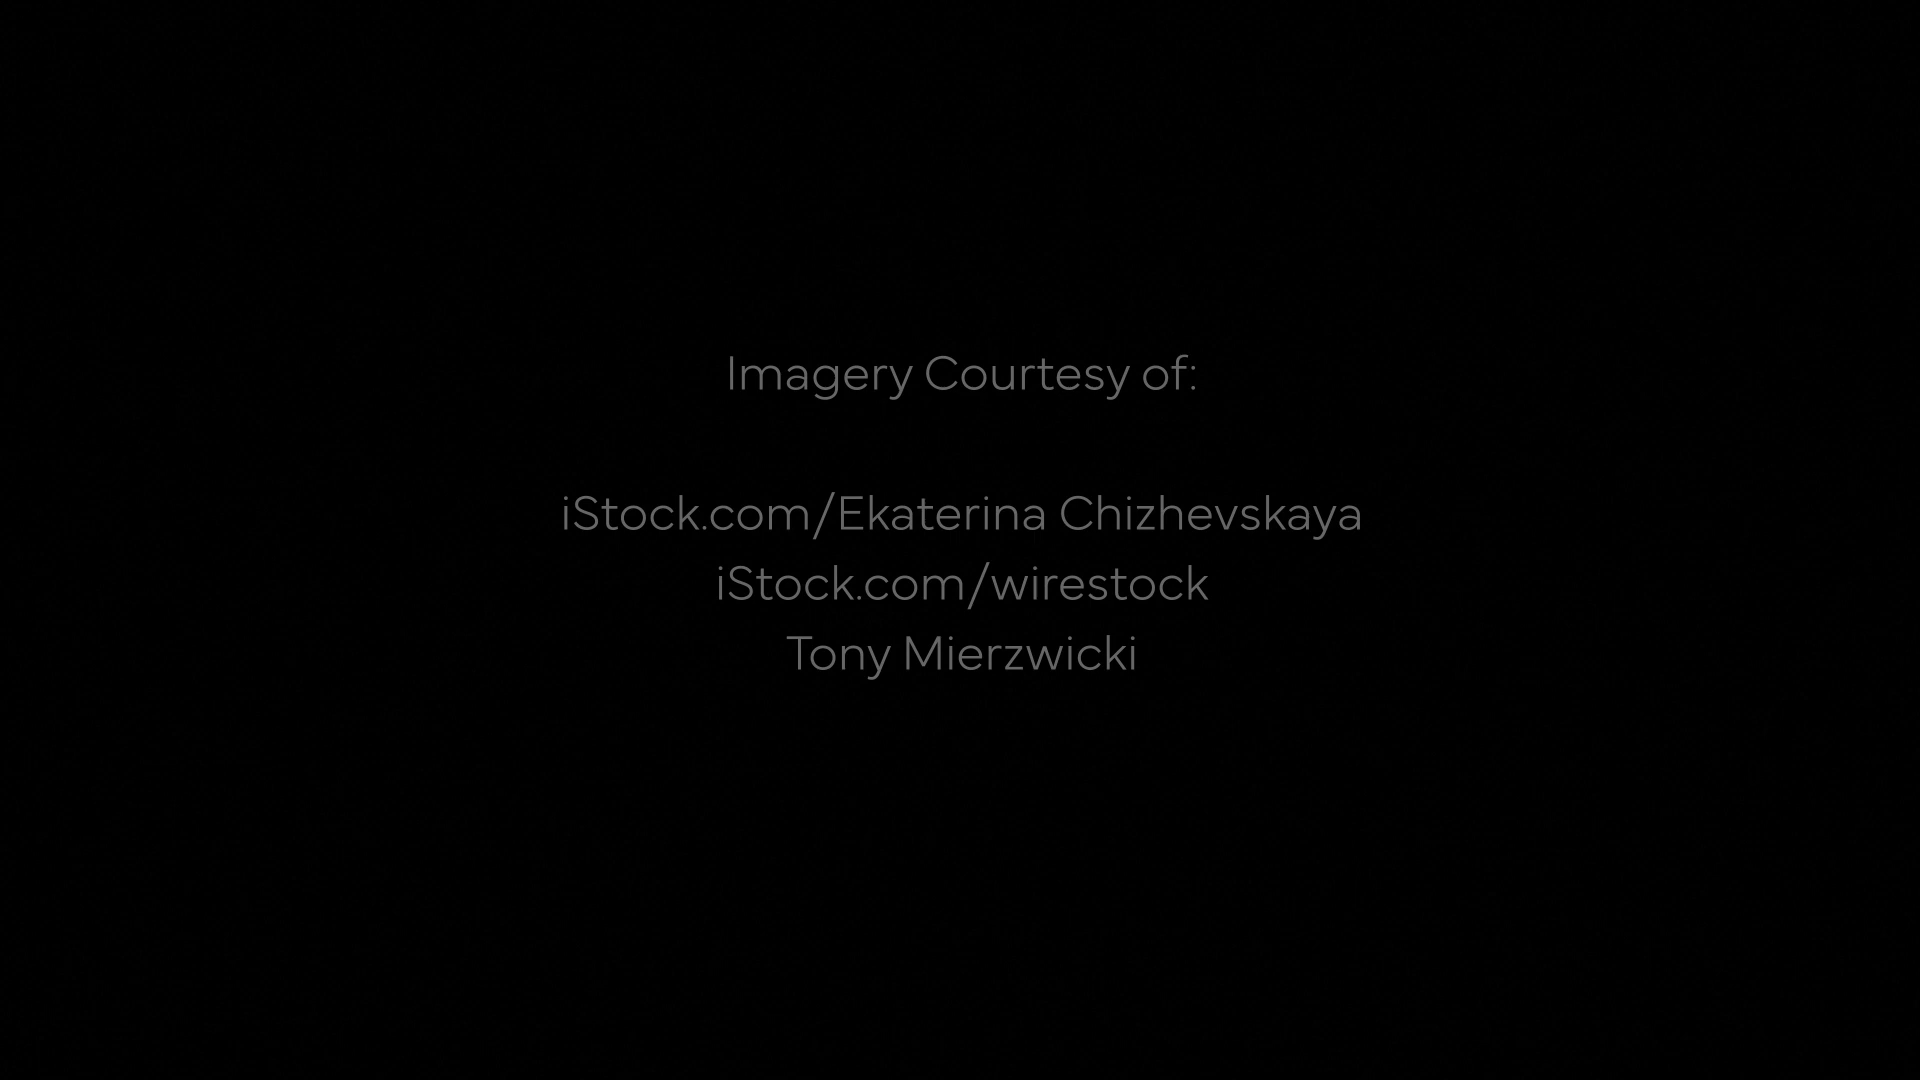 Imagery Courtesy of:
iStock.com/Ekaterina Chizhevskaya
iStock.com/wirestock
Tony Mierzwicki